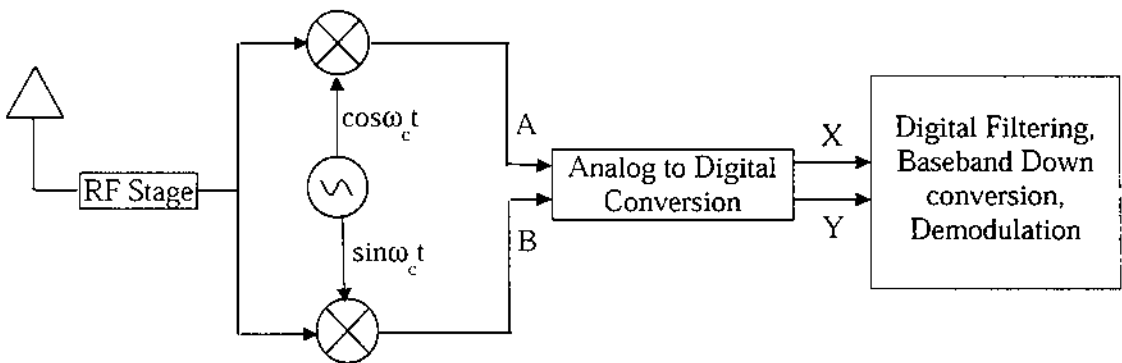 cosω_c t
A
X
RF Stage
Analog to Digital
Conversion
Digital Filtering,
Baseband Down
conversion,
Demodulation
sinω_c t
B
Y